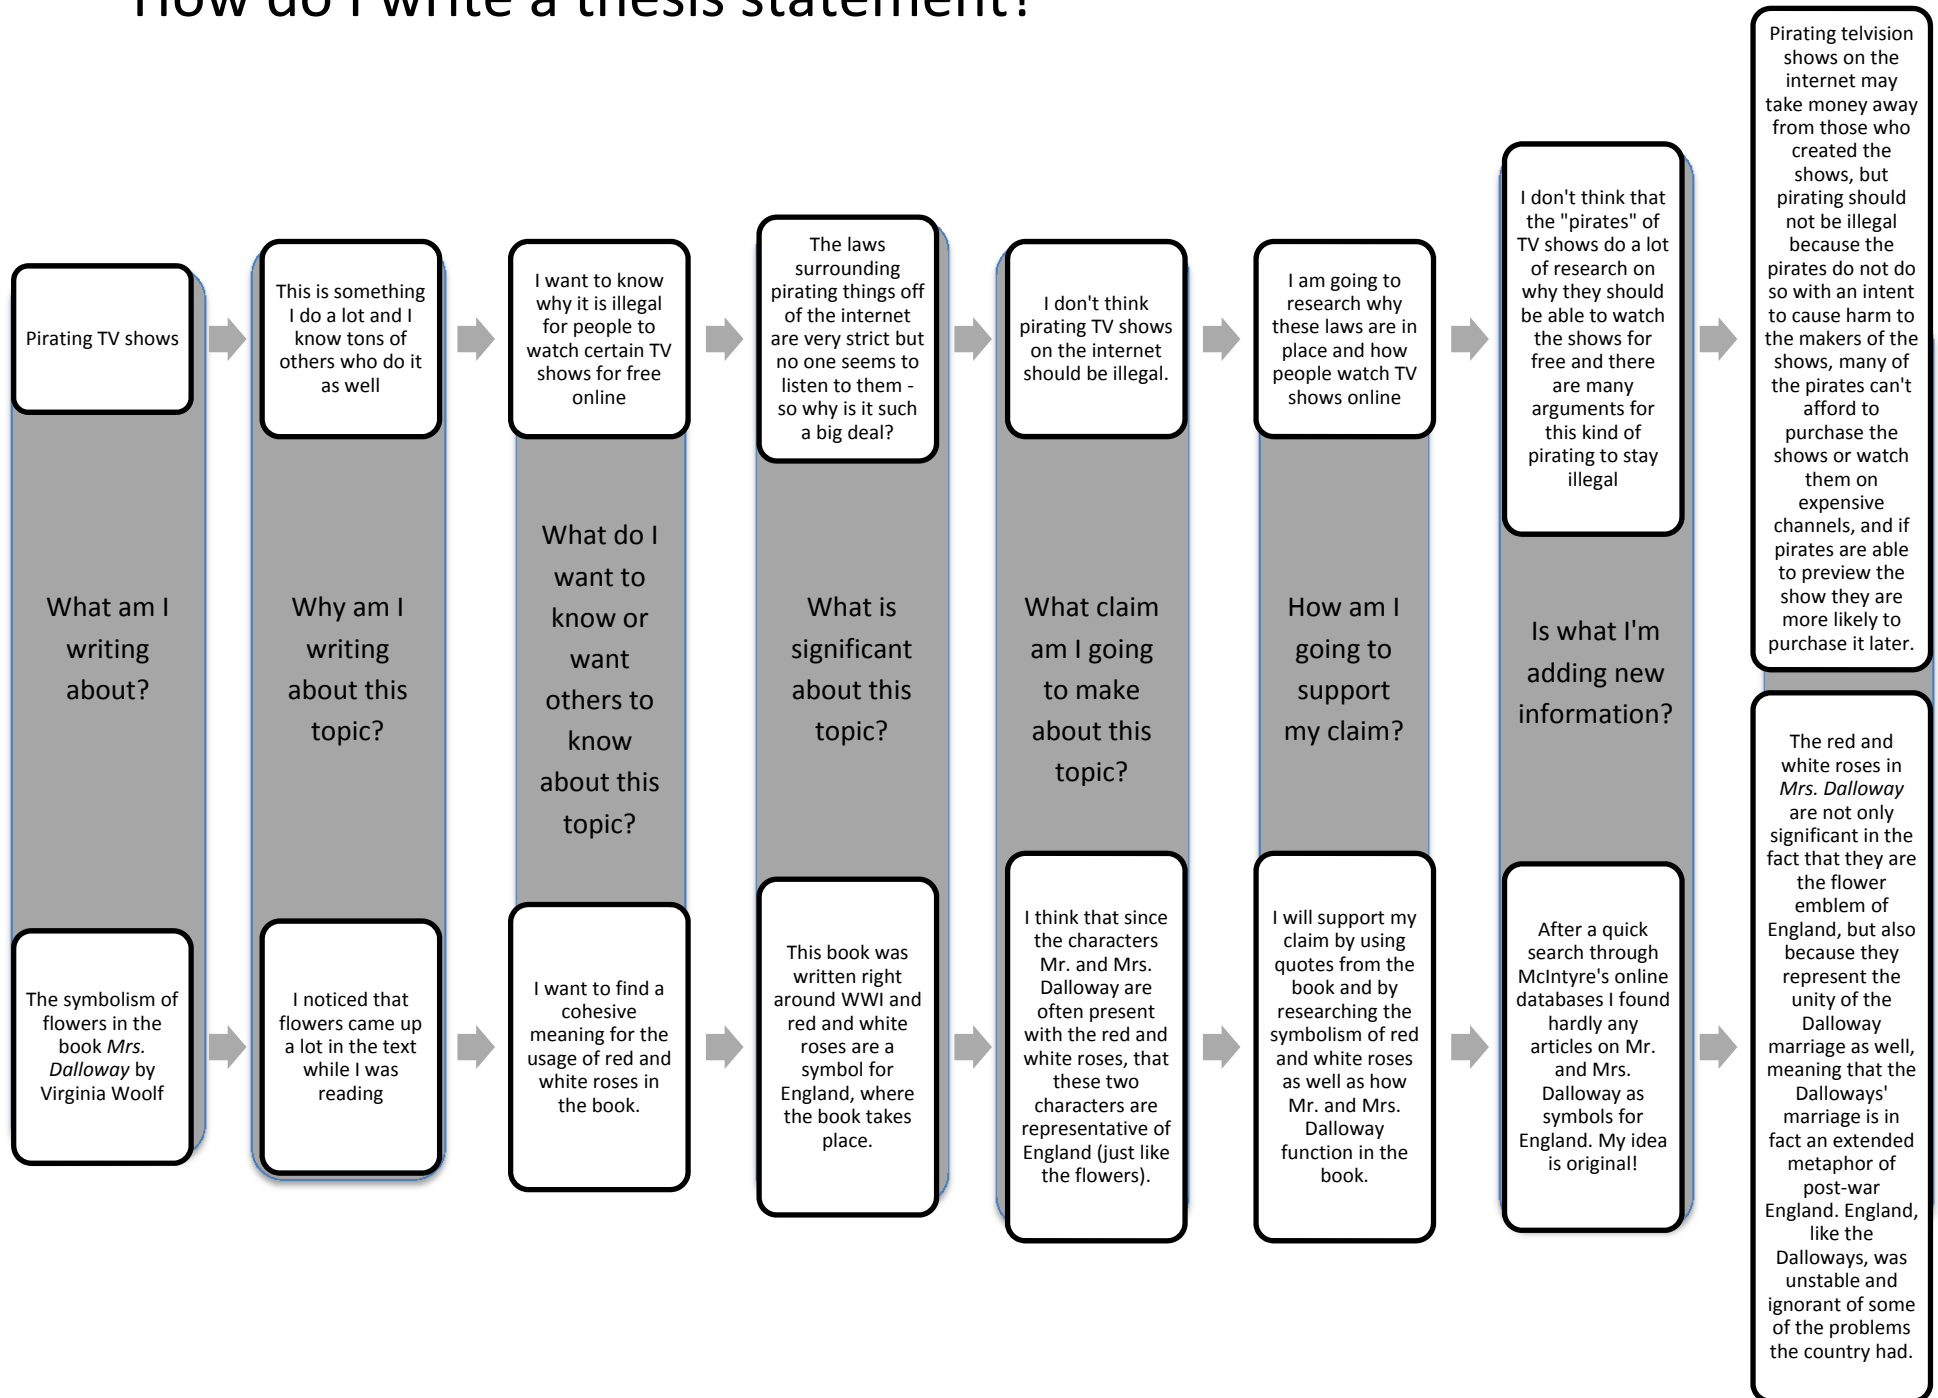 How do I write a thesis statement?
Pirating TV shows
This is something
I do a lot and I
know tons of
others who do it
as well
I want to know
why it is illegal
for people to
watch certain TV
shows for free
online
The laws
surrounding
pirating things off
of the internet
are very strict but
no one seems to
listen to them -
so why is it such
a big deal?
I don't think
pirating TV shows
on the internet
should be illegal.
I am going to
research why
these laws are in
place and how
people watch TV
shows online
I don't think that
the "pirates" of
TV shows do a lot
of research on
why they should
be able to watch
the shows for
free and there
are many
arguments for
this kind of
pirating to stay
illegal
Pirating telvision
shows on the
internet may
take money away
from those who
created the
shows, but
pirating should
not be illegal
because the
pirates do not do
so with an intent
to cause harm to
the makers of the
shows, many of
the pirates can't
afford to
purchase the
shows or watch
them on
expensive
channels, and if
pirates are able
to preview the
show they are
more likely to
purchase it later.
What am I
writing
about?
Why am I
writing
about this
topic?
What do I
want to
know or
want
others to
know
about this
topic?
What is
significant
about this
topic?
What claim
am I going
to make
about this
topic?
How am I
going to
support
my claim?
Is what I'm
adding new
information?
The symbolism of
flowers in the
book Mrs.
Dalloway by
Virginia Woolf
I noticed that
flowers came up
a lot in the text
while I was
reading
I want to find a
cohesive
meaning for the
usage of red and
white roses in
the book.
This book was
written right
around WWI and
red and white
roses are a
symbol for
England, where
the book takes
place.
I think that since
the characters
Mr. and Mrs.
Dalloway are
often present
with the red and
white roses, that
these two
characters are
representative of
England (just like
the flowers).
I will support my
claim by using
quotes from the
book and by
researching the
symbolism of red
and white roses
as well as how
Mr. and Mrs.
Dalloway
function in the
book.
After a quick
search through
McIntyre's online
databases I found
hardly any
articles on Mr.
and Mrs.
Dalloway as
symbols for
England. My idea
is original!
The red and
white roses in
Mrs. Dalloway
are not only
significant in the
fact that they are
the flower
emblem of
England, but also
because they
represent the
unity of the
Dalloway
marriage as well,
meaning that the
Dalloways'
marriage is in
fact an extended
metaphor of
post-war
England. England,
like the
Dalloways, was
unstable and
ignorant of some
of the problems
the country had.